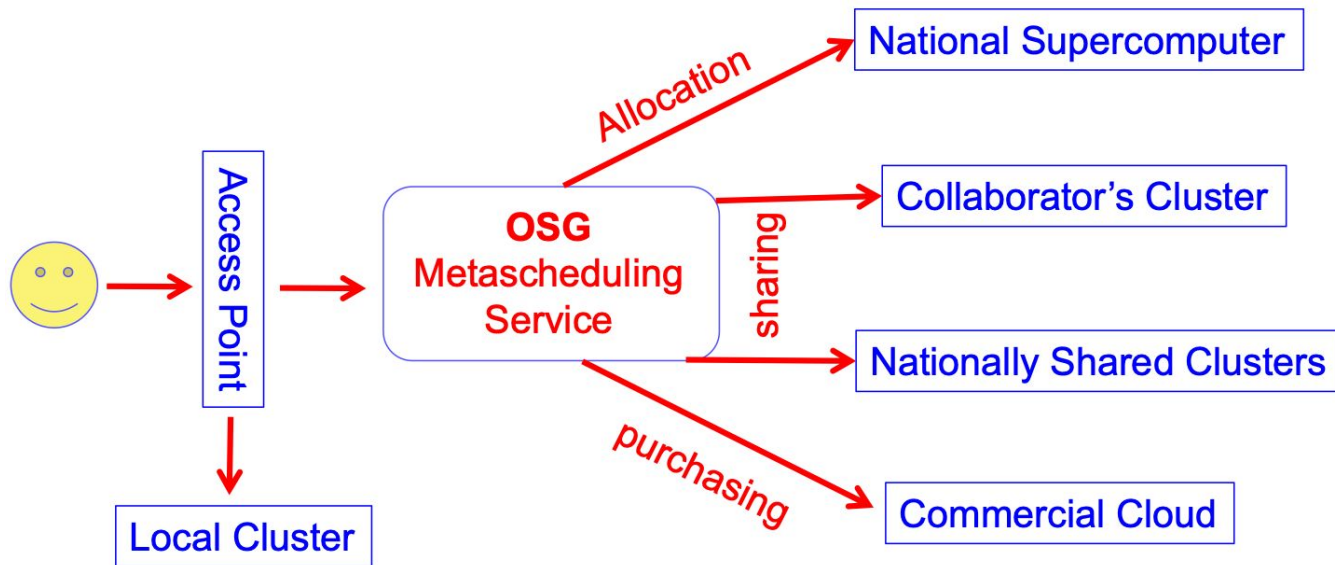 Access Point
Local Cluster
OSG
Metascheduling
Service
Allocation
National Supercomputer
sharing
Collaborator’s Cluster
Nationally Shared Clusters
purchasing
Commercial Cloud